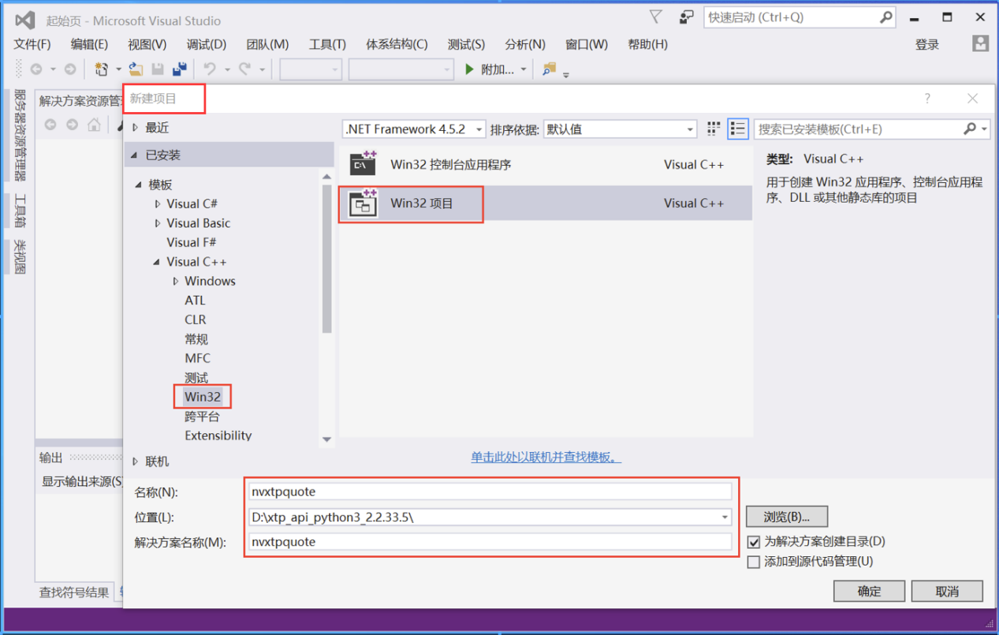 起始页 - Microsoft Visual Studio
快速启动 (Ctrl+Q)
文件(F) 编辑(E) 视图(V) 调试(D) 团队(M) 工具(T) 体系结构(C) 测试(S) 分析(N) 窗口(W) 帮助(H) 登录
附加...
服务器资源管理器
工具箱
类视图
解决方案资源管
新建项目
最近
.NET Framework 4.5.2 排序依据: 默认值 搜索已安装模板(Ctrl+E)
已安装
模板
Visual C#
Visual Basic
Visual F#
Visual C++
Windows
ATL
CLR
常规
MFC
测试
Win32
跨平台
Extensibility
联机
Win32 控制台应用程序 Visual C++
Win32 项目 Visual C++
类型: Visual C++
用于创建 Win32 应用程序、控制台应用程
序、DLL 或其他静态库的项目
单击此处以联机并查找模板。
输出
显示输出来源(S)
名称(N): nvxtpquote
位置(L): D:\xtp_api_python3_2.2.33.5\ 浏览(B)...
解决方案名称(M): nvxtpquote
为解决方案创建目录(D)
添加到源代码管理(U)
确定 取消
查找符号结果